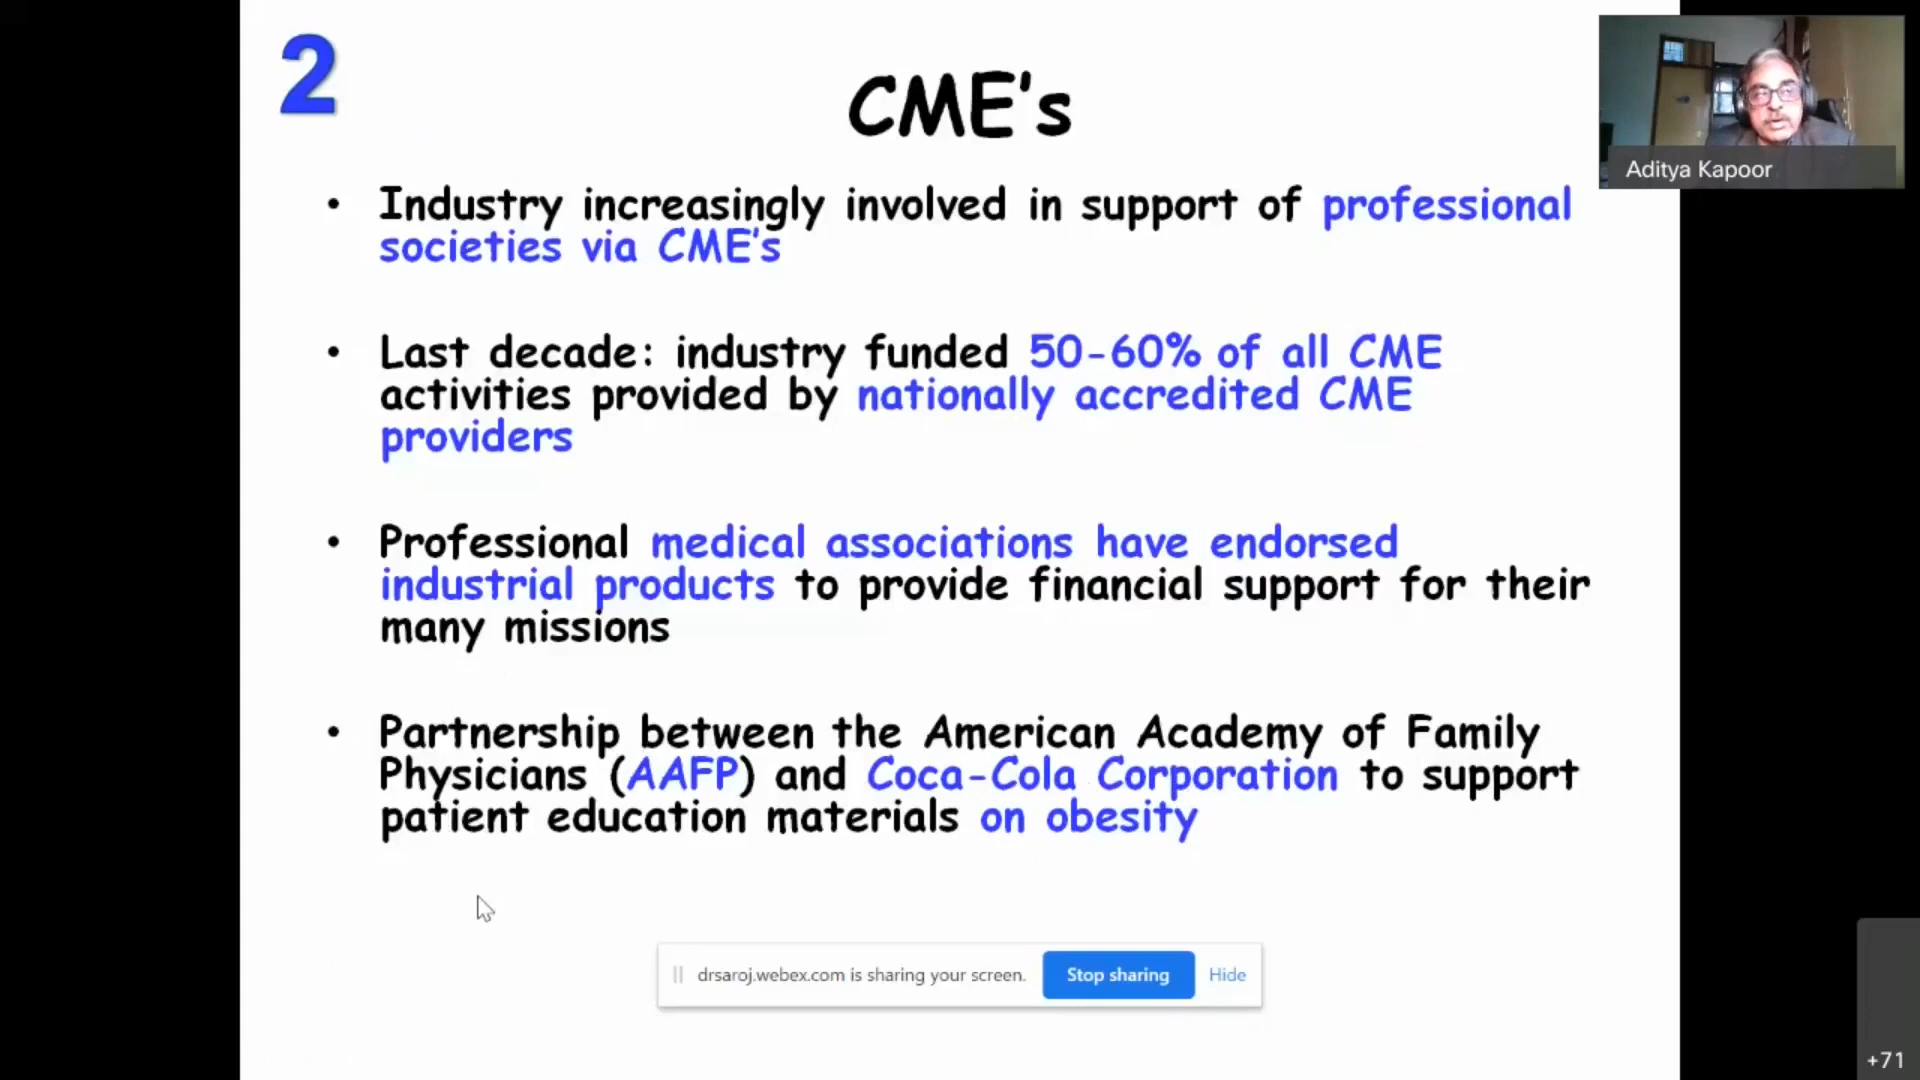 2
CME's
Aditya Kapoor
• Industry increasingly involved in support of professional
societies via CME's
• Last decade: industry funded 50-60% of all CME
activities provided by nationally accredited CME
providers
• Professional medical associations have endorsed
industrial products to provide financial support for their
many missions
• Partnership between the American Academy of Family
Physicians (AAFP) and Coca-Cola Corporation to support
patient education materials on obesity
drsaroj.webex.com is sharing your screen. Stop sharing Hide
+71